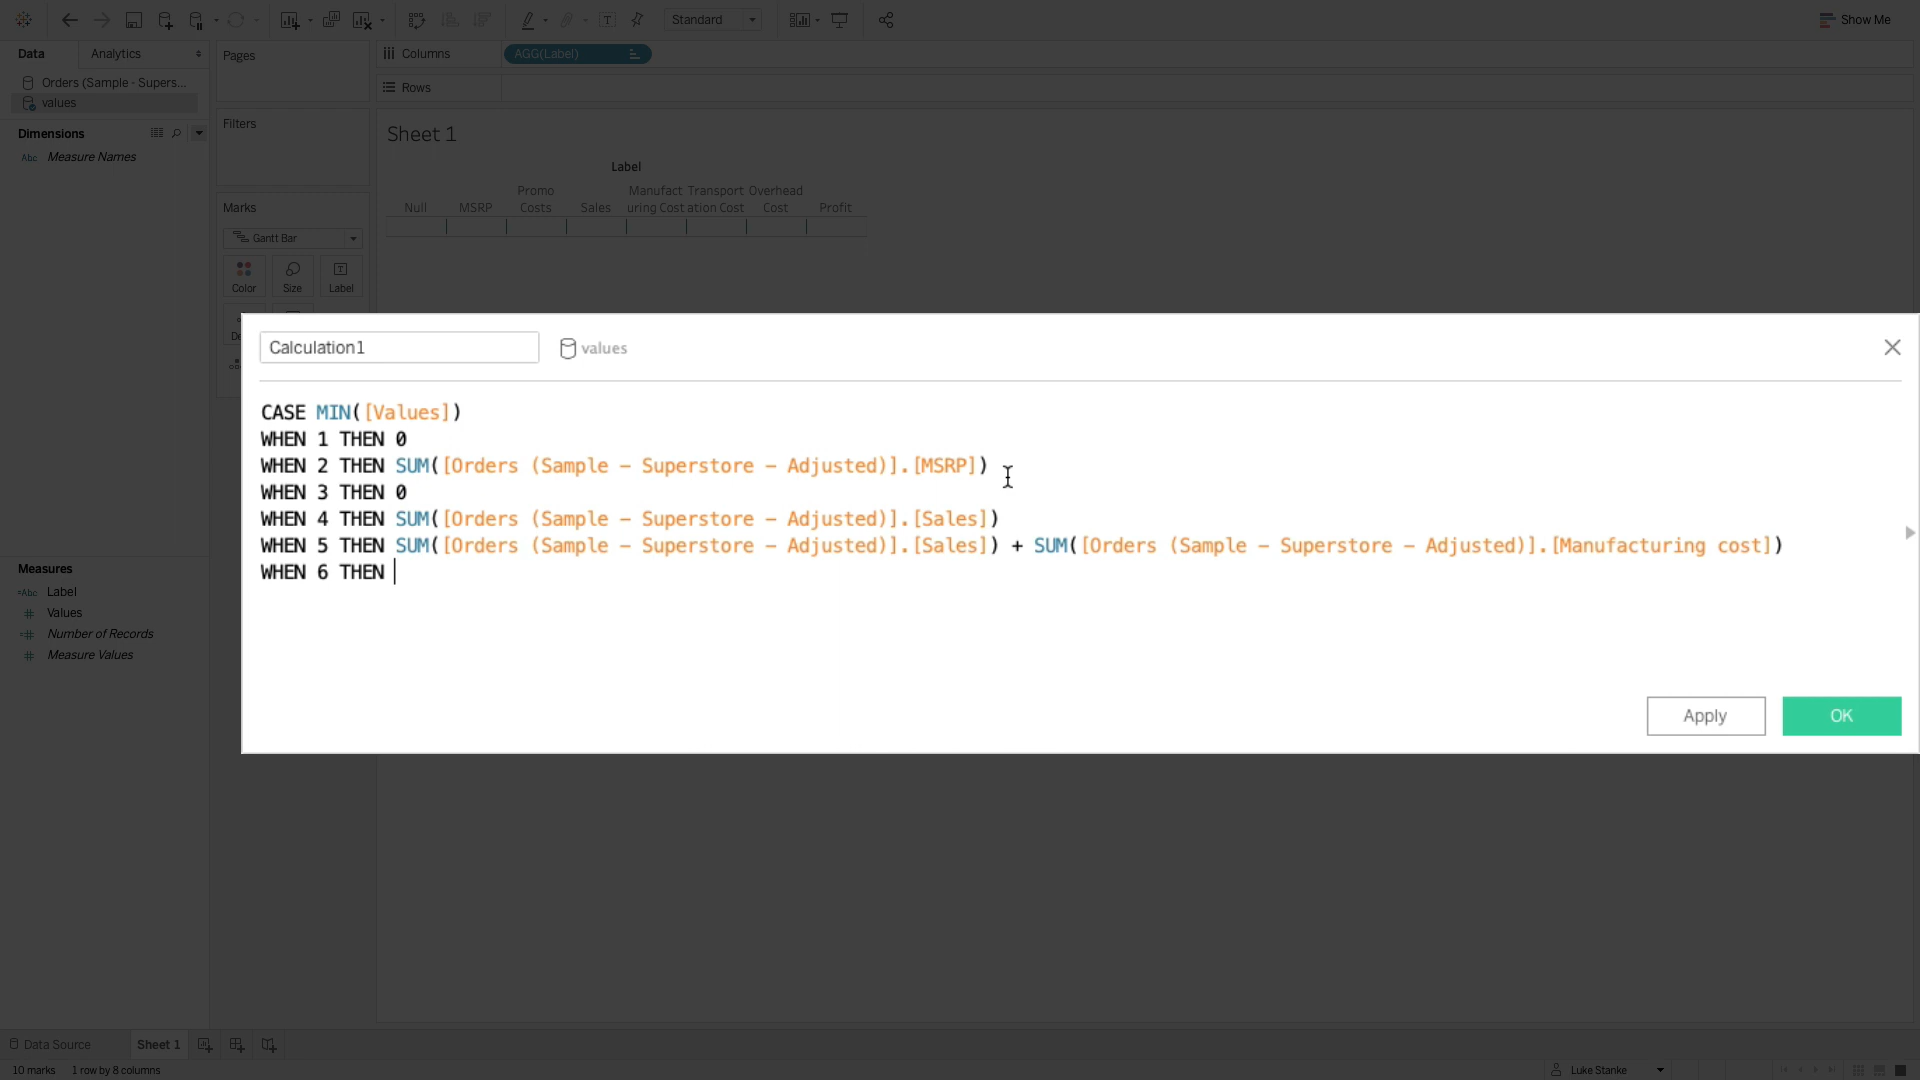 Standard
Show Me
Data
Analytics
Pages
Columns
AGG(Label)
Orders (Sample - Supers...
values
Rows
Dimensions
Abc Measure Names
Filters
Sheet 1
Label
Null
MSRP
Promo Costs
Sales
Manufact uring Cost
Transport ation Cost
Overhead Cost
Profit
Marks
Gantt Bar
Color
Size
Label
Calculation1
values
CASE MIN([Values])
WHEN 1 THEN 0
WHEN 2 THEN SUM([Orders (Sample – Superstore – Adjusted)].[MSRP])
WHEN 3 THEN 0
WHEN 4 THEN SUM([Orders (Sample – Superstore – Adjusted)].[Sales])
WHEN 5 THEN SUM([Orders (Sample – Superstore – Adjusted)].[Sales]) + SUM([Orders (Sample – Superstore – Adjusted)].[Manufacturing cost])
WHEN 6 THEN
Apply
OK
Measures
=Abc Label
# Values
=# Number of Records
# Measure Values
Data Source
Sheet 1
10 marks
1 row by 8 columns
Luke Stanke